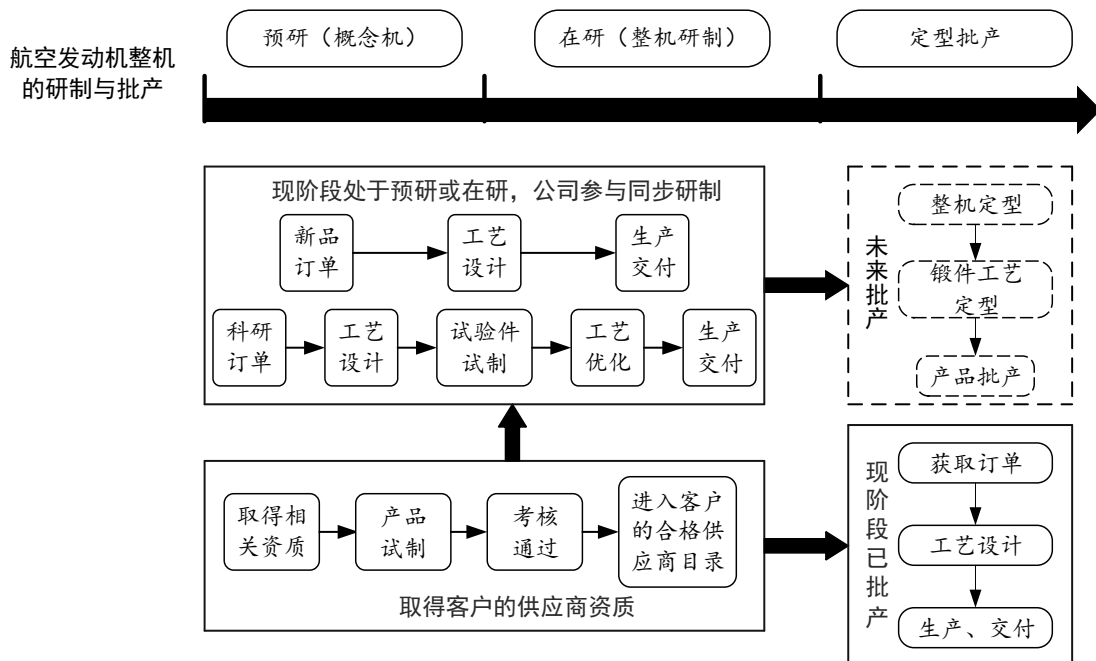 航空发动机整机
的研制与批产
预研（概念机）
在研（整机研制）
定型批产
现阶段处于预研或在研，公司参与同步研制
新品
订单
工艺
设计
生产
交付
科研
订单
工艺
设计
试验件
试制
工艺
优化
生产
交付
未来批产
整机定型
锻件工艺
定型
产品批产
取得相
关资质
产品
试制
考核
通过
进入客户
的合格供
应商目录
取得客户的供应商资质
现阶段已批产
获取订单
工艺设计
生产、交付